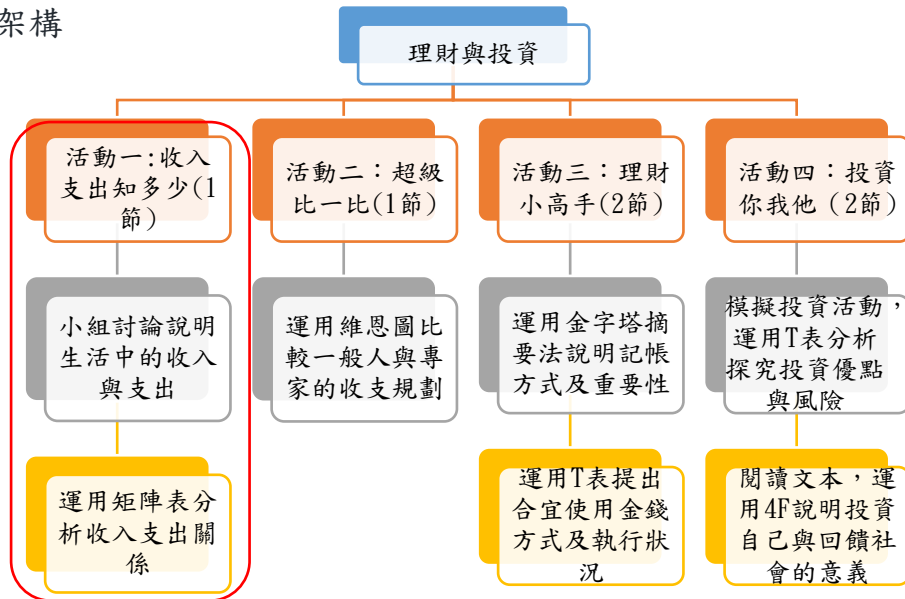 架構
理財與投資
活動一:收入
支出知多少(1
節)
活動二：超級
比一比(1節)
活動三：理財
小高手(2節)
活動四：投資
你我他（2節）
小組討論說明
生活中的收入
與支出
運用維恩圖比
較一般人與專
家的收支規劃
運用金字塔摘
要法說明記帳
方式及重要性
模擬投資活動，
運用T表分析
探究投資優點
與風險
運用矩陣表分
析收入支出關
係
運用T表提出
合宜使用金錢
方式及執行狀
況
閱讀文本，運
用4F說明投資
自己與回饋社
會的意義